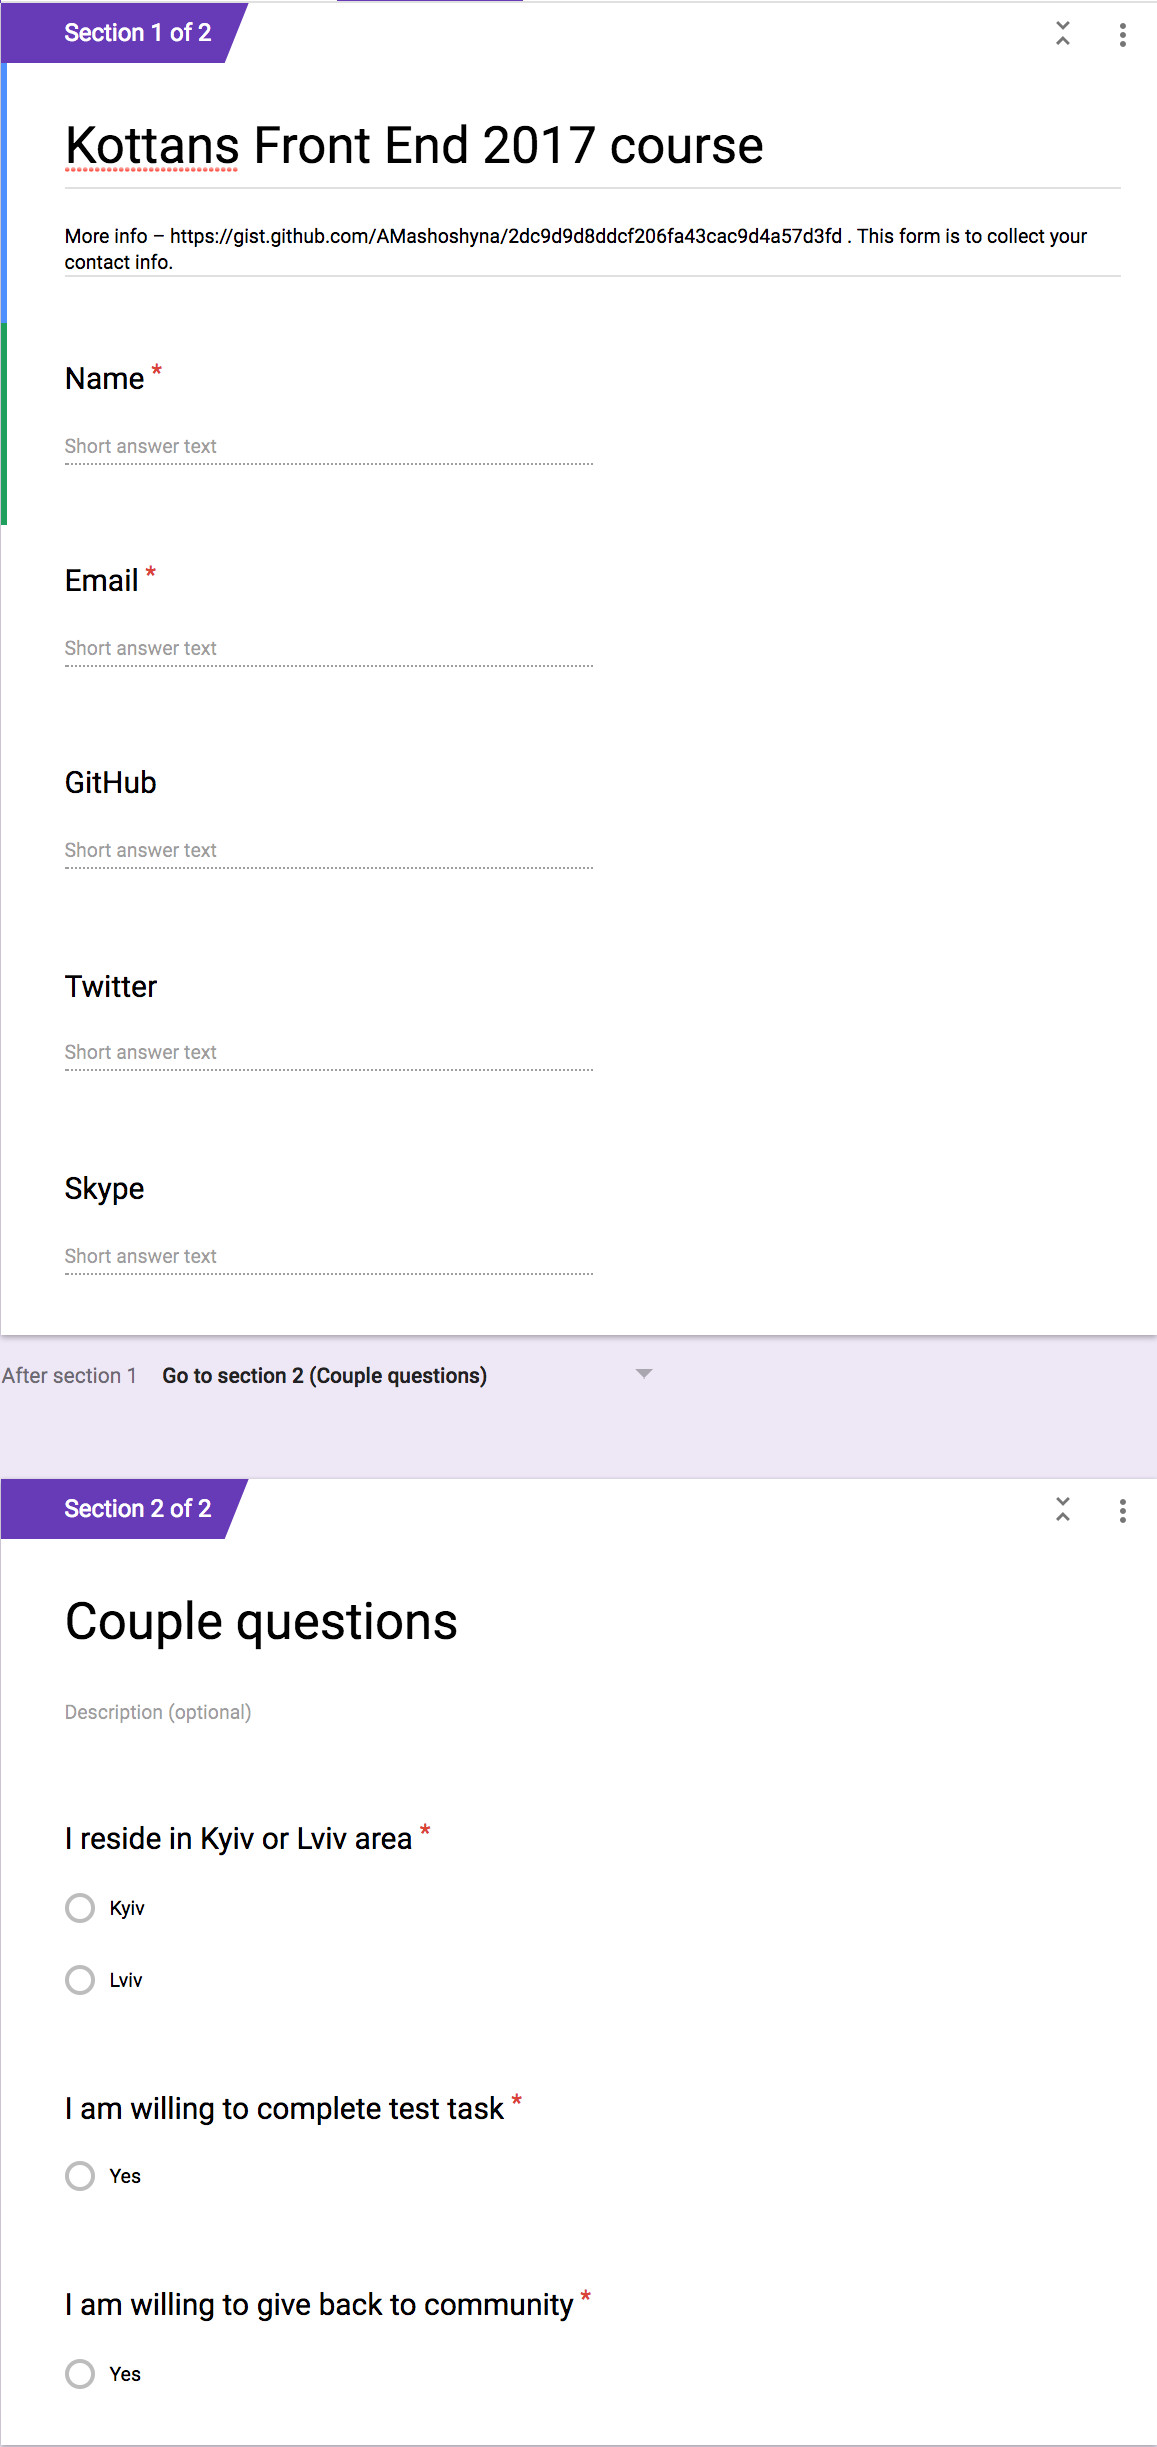 Section 1 of 2
Kottans Front End 2017 course
More info – https://gist.github.com/AMashoshyna/2dc9d9d8ddcf206fa43cac9d4a57d3fd . This form is to collect your
contact info.
Name *
Short answer text
Email *
Short answer text
GitHub
Short answer text
Twitter
Short answer text
Skype
Short answer text
After section 1 Go to section 2 (Couple questions)
Section 2 of 2
Couple questions
Description (optional)
I reside in Kyiv or Lviv area *
Kyiv
Lviv
I am willing to complete test task *
Yes
I am willing to give back to community *
Yes